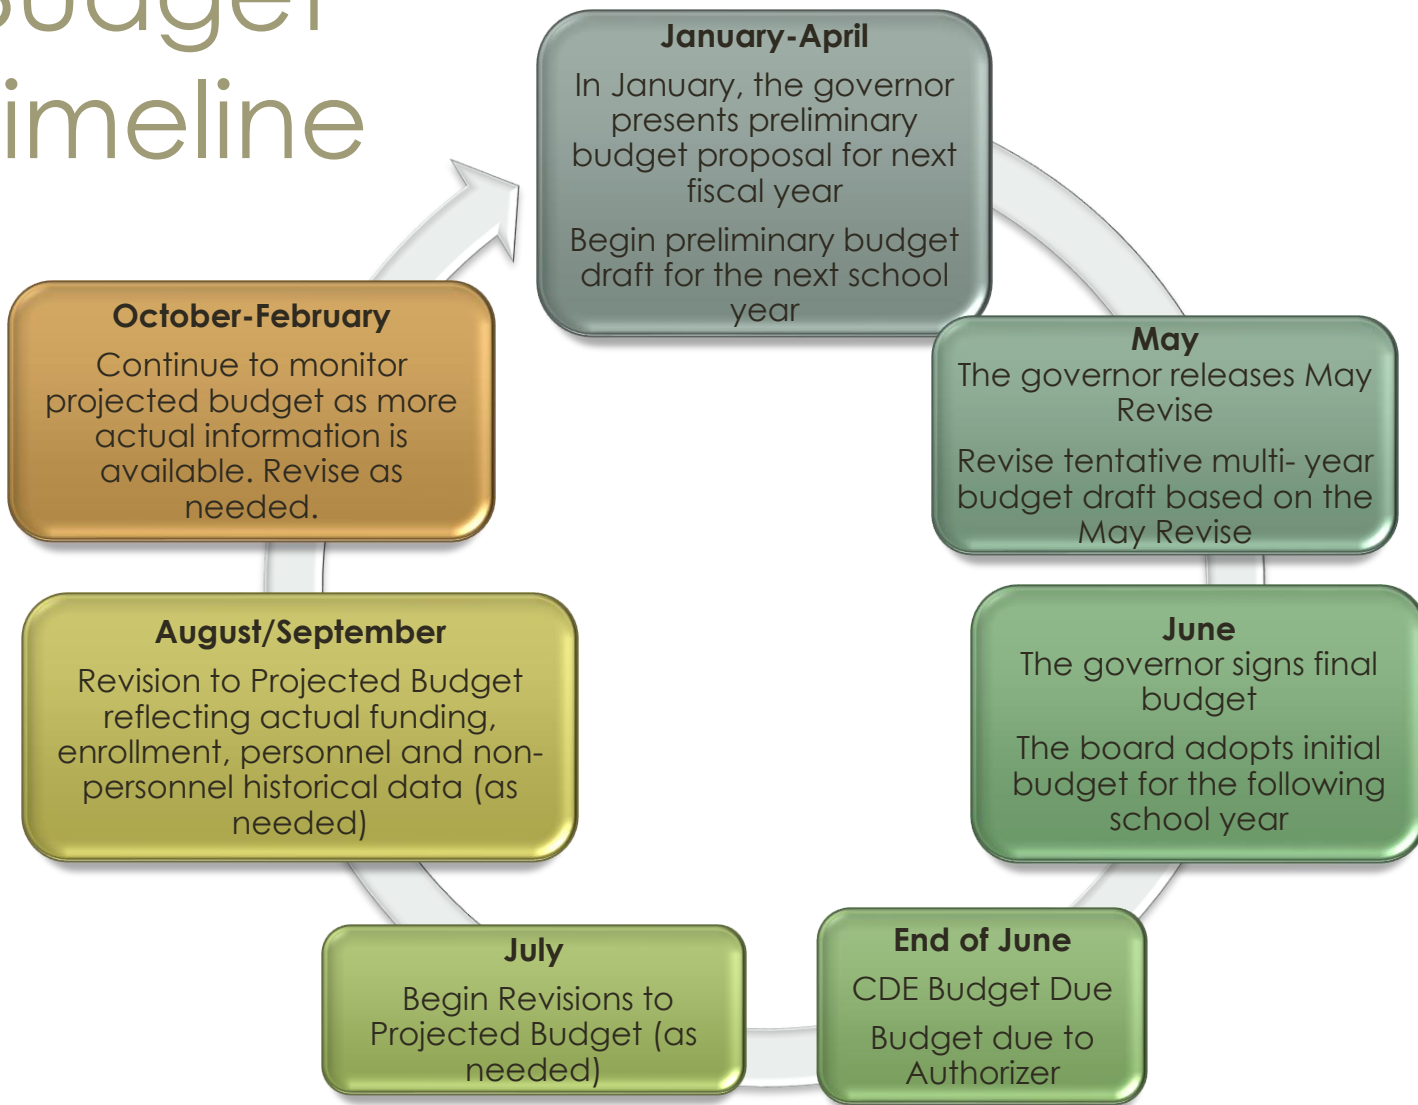 Budget
Timeline
January-April
In January, the governor
presents preliminary
budget proposal for next
fiscal year
Begin preliminary budget
draft for the next school
year
May
The governor releases May
Revise
Revise tentative multi- year
budget draft based on the
May Revise
June
The governor signs final
budget
The board adopts initial
budget for the following
school year
End of June
CDE Budget Due
Budget due to
Authorizer
July
Begin Revisions to
Projected Budget (as
needed)
August/September
Revision to Projected Budget
reflecting actual funding,
enrollment, personnel and non-
personnel historical data (as
needed)
October-February
Continue to monitor
projected budget as more
actual information is
available. Revise as
needed.